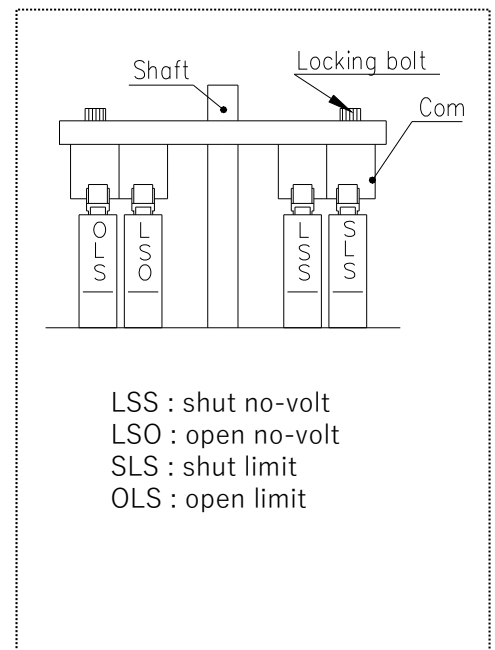 Shaft
Locking bolt
Com
OLS
LSO
LSS
SLS
LSS : shut no-volt
LSO : open no-volt
SLS : shut limit
OLS : open limit